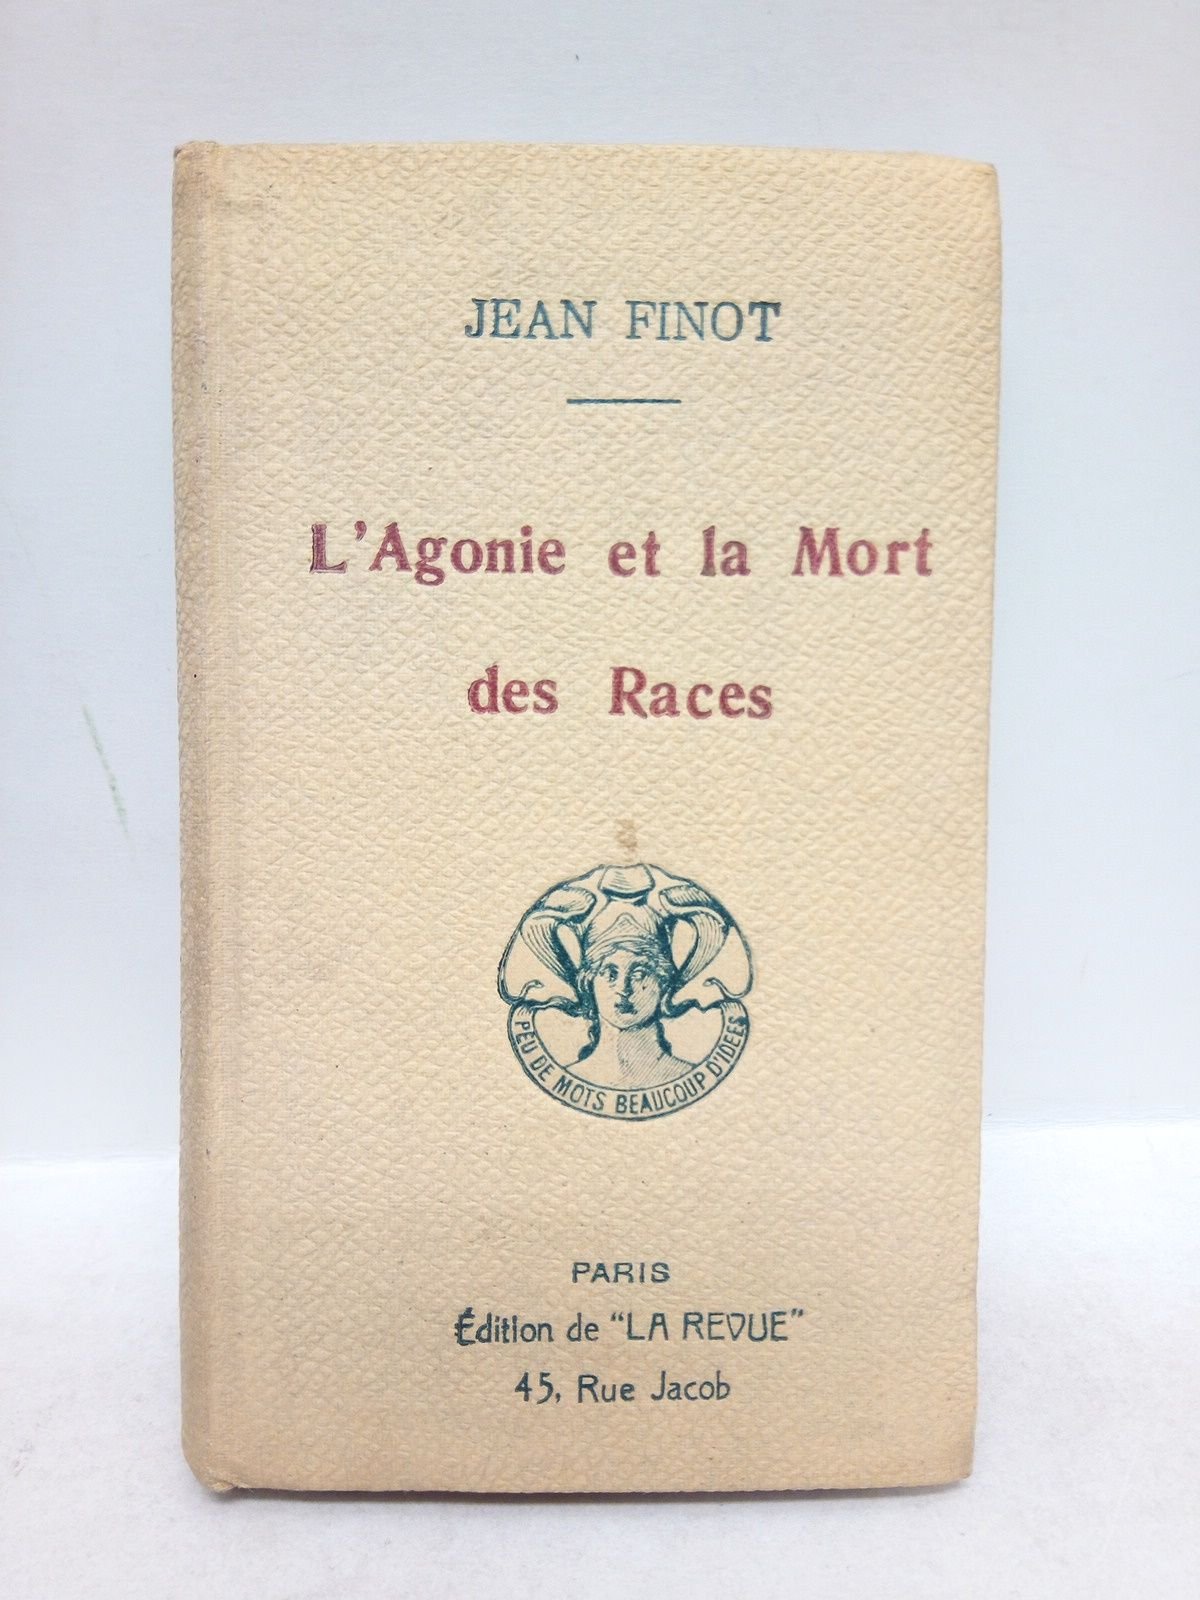 JEAN FINOT
L'Agonie et la Mort
des Races
PEU DE MOTS BEAUCOUP D'IDEES
PARIS
Édition de "LA REVUE"
45, Rue Jacob